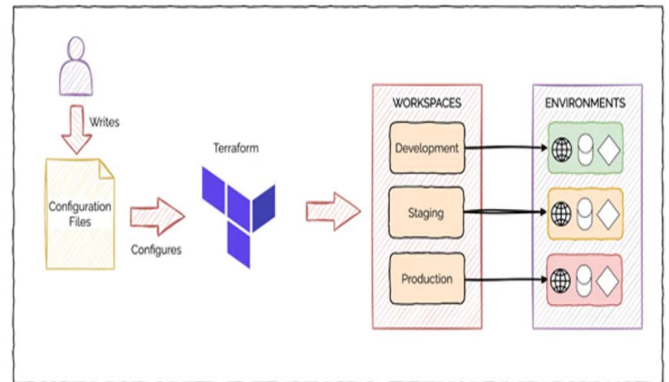 Writes
Configuration
Files
Configures
Terraform
WORKSPACES
Development
Staging
Production
ENVIRONMENTS